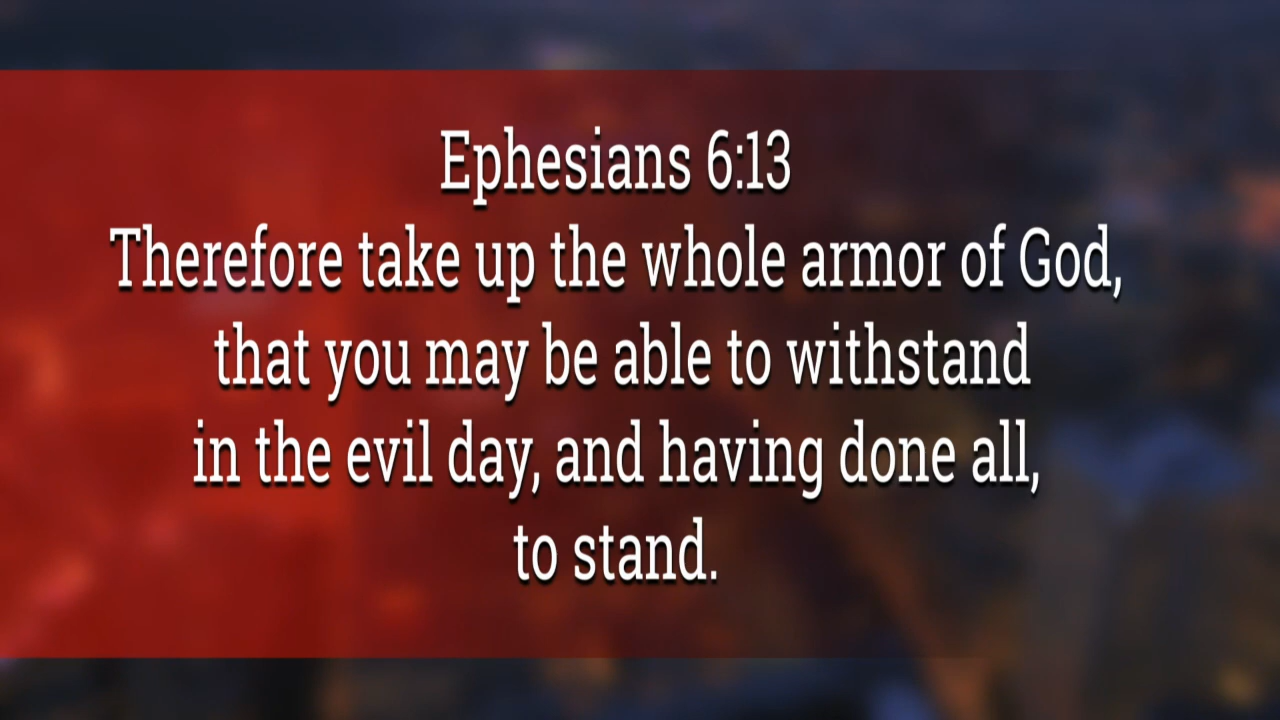 Ephesians 6:13
Therefore take up the whole armor of God,
that you may be able to withstand
in the evil day, and having done all,
to stand.